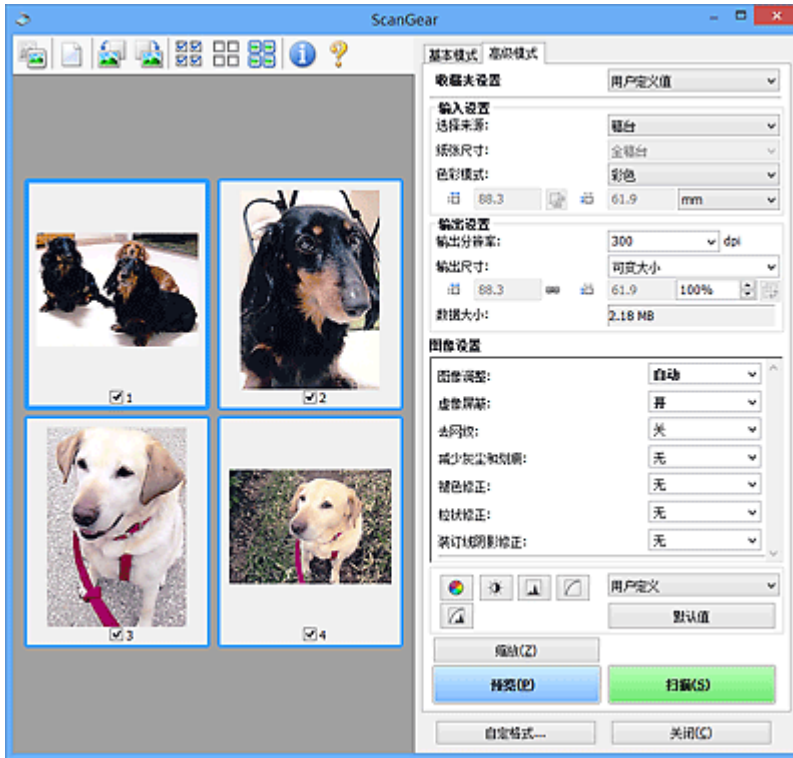 ScanGear
基本模式 高级模式
收藏夹设置 用户定义值
输入设置
选择来源: 稿台
纸张尺寸: 全稿台
色彩模式: 彩色
88.3 61.9 mm
输出设置
输出分辨率: 300 dpi
输出尺寸: 可变大小
88.3 61.9 100%
数据大小: 2.18 MB
图像设置
图像调整: 自动
虚像屏蔽: 开
去网纹: 关
减少灰尘和划痕: 无
褪色修正: 无
粒状修正: 无
装订线阴影修正: 无
用户定义
默认值
缩放(Z)
预览(P) 扫描(S)
自定格式... 关闭(C)
1
2
3
4